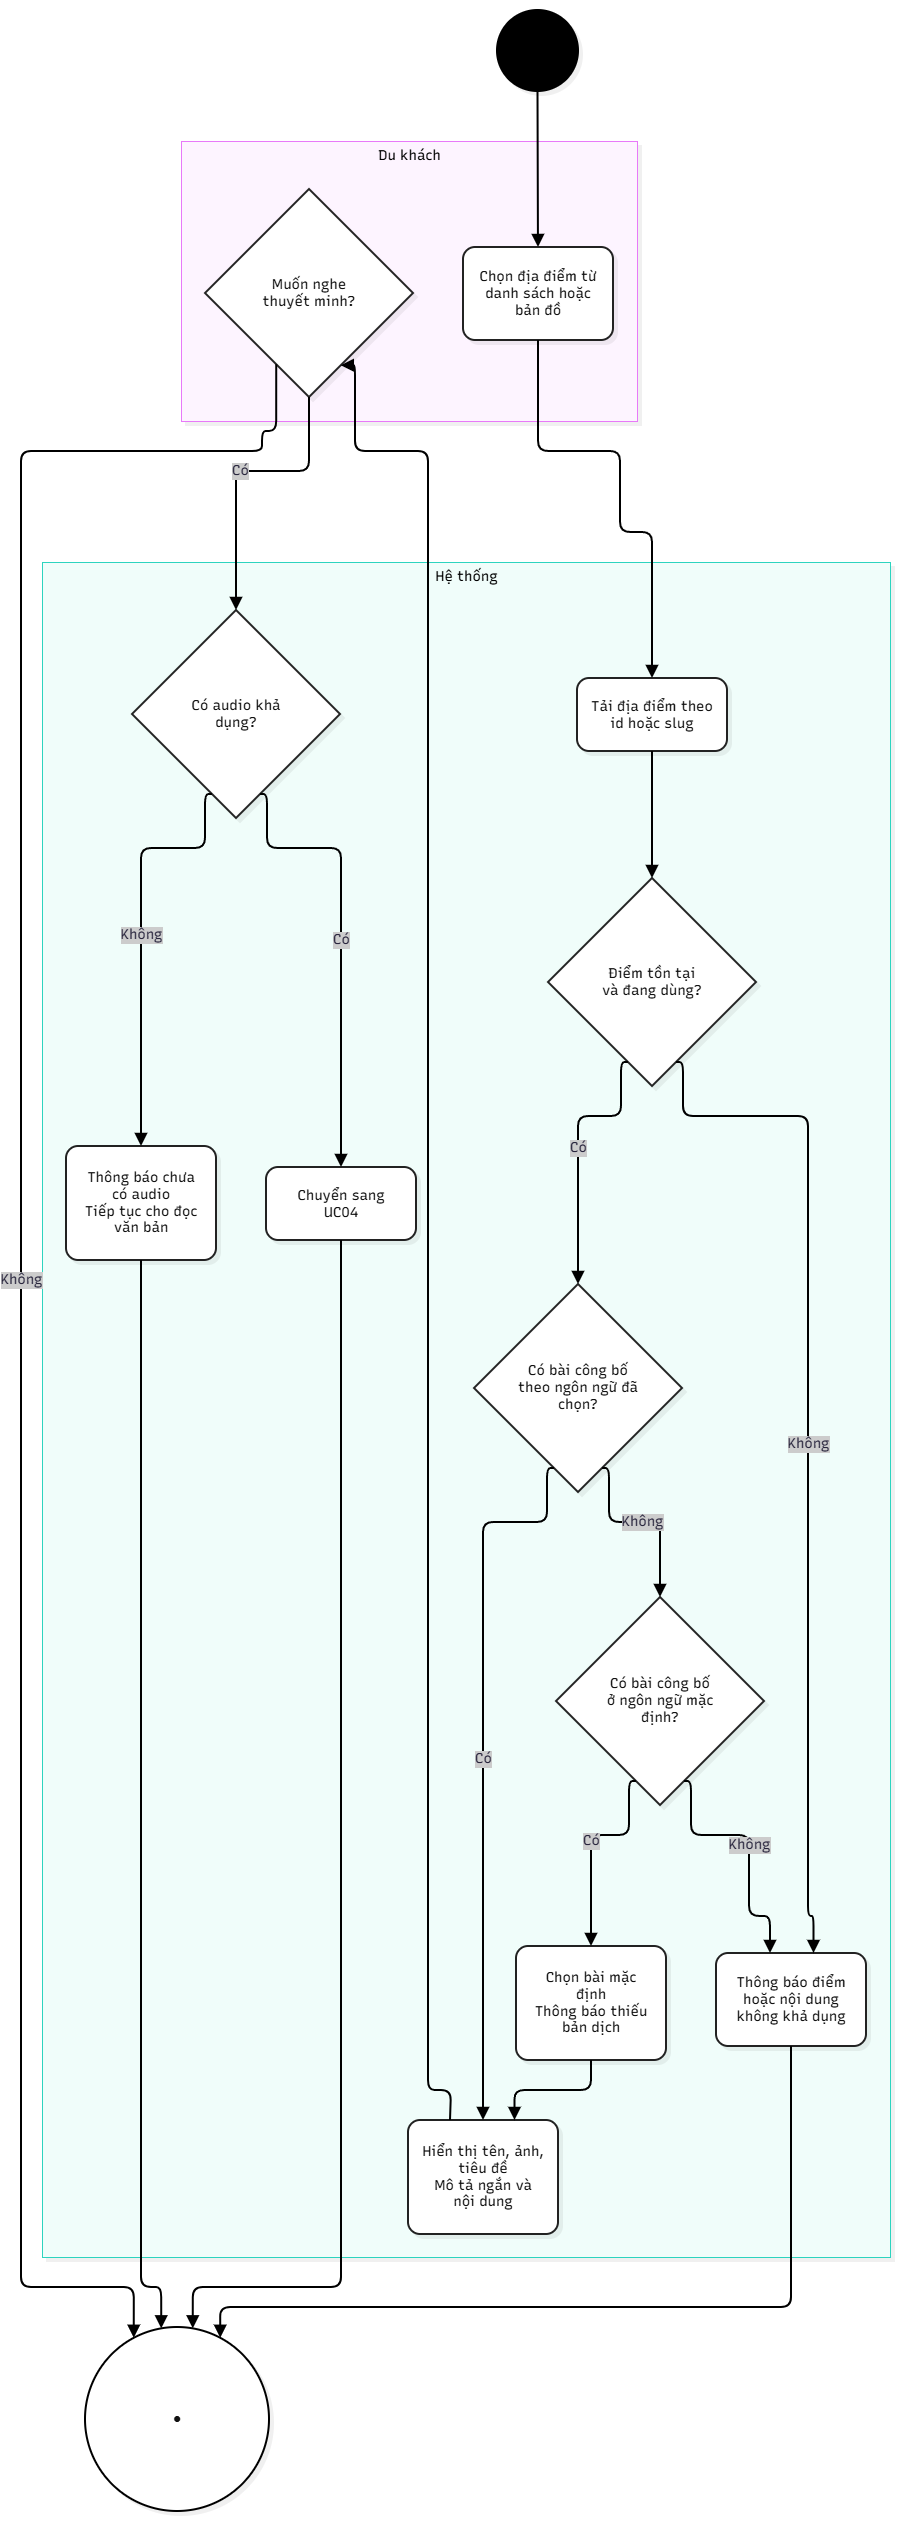 Du khách
Muốn nghe
thuyết minh?
Chọn địa điểm từ
danh sách hoặc
bản đồ
Có
Hệ thống
Có audio khả
dụng?
Tải địa điểm theo
id hoặc slug
Không
Có
Điểm tồn tại
và đang dùng?
Có
Thông báo chưa
có audio
Tiếp tục cho đọc
văn bản
Chuyển sang
UC04
Không
Có bài công bố
theo ngôn ngữ đã
chọn?
Không
Không
Có bài công bố
ở ngôn ngữ mặc
định?
Có
Có
Không
Chọn bài mặc
định
Thông báo thiếu
bản dịch
Thông báo điểm
hoặc nội dung
không khả dụng
Hiển thị tên, ảnh,
tiêu đề
Mô tả ngắn và
nội dung